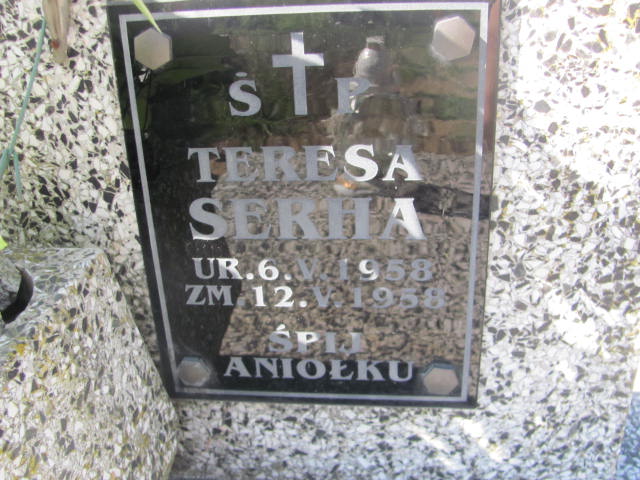 Ś P
TERESA
SERHA
UR.6.V.1958
ZM.12.V.1958
ŚPIJ
ANIOŁKU